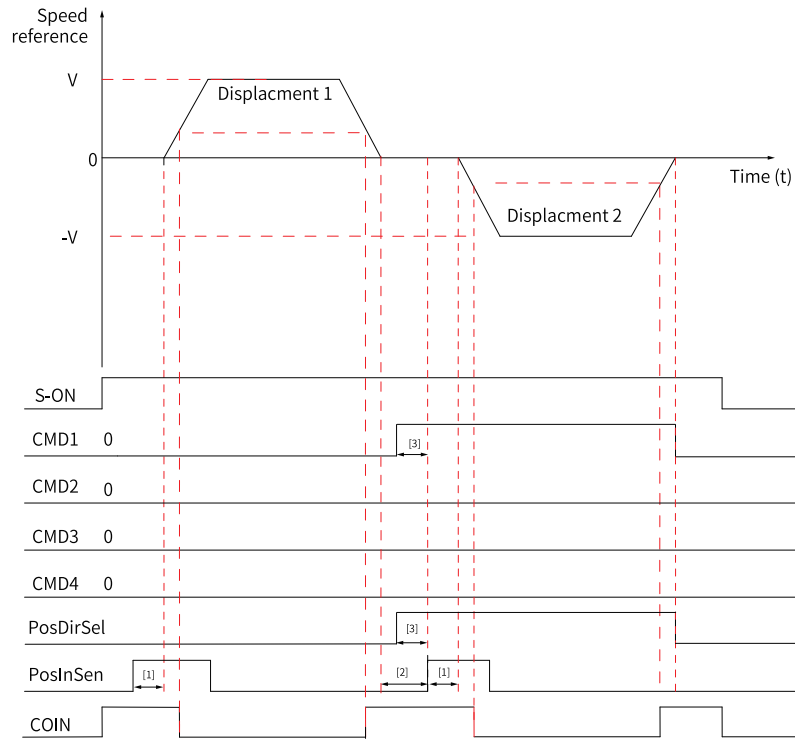 Speed
reference
V
Displacment 1
0
Time (t)
Displacment 2
-V
S-ON
CMD1 0
[3]
CMD2 0
CMD3 0
CMD4 0
PosDirSel
[3]
PosInSen
[1]
[2]
[1]
COIN